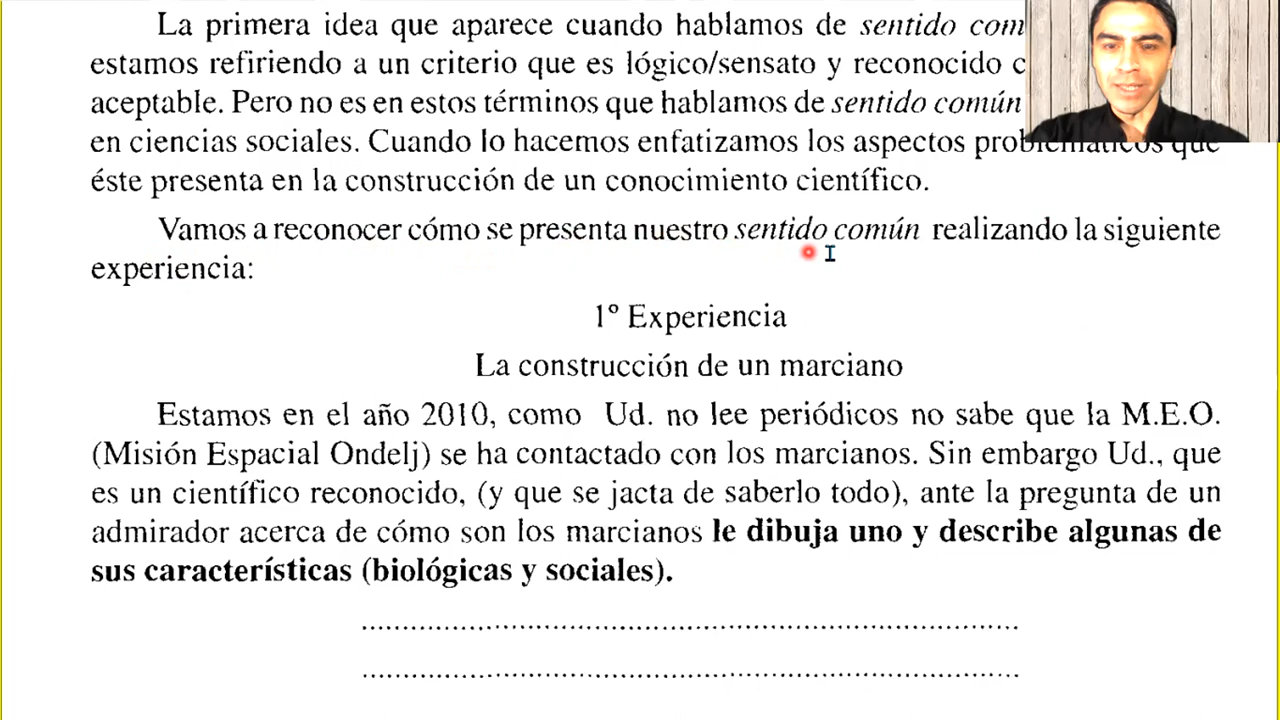 La primera idea que aparece cuando hablamos de sentido
estamos refiriendo a un criterio que es lógico/sensato y reconocido
aceptable. Pero no es en estos términos que hablamos de sentido común
en ciencias sociales. Cuando lo hacemos enfatizamos los aspectos problemáticos que
éste presenta en la construcción de un conocimiento científico.
Vamos a reconocer cómo se presenta nuestro sentido común realizando la siguiente
experiencia:
1º Experiencia
La construcción de un marciano
Estamos en el año 2010, como Ud. no lee periódicos no sabe que la M.E.O.
(Misión Espacial Ondelj) se ha contactado con los marcianos. Sin embargo Ud., que
es un científico reconocido, (y que se jacta de saberlo todo), ante la pregunta de un
admirador acerca de cómo son los marcianos le dibuja uno y describe algunas de
sus características (biológicas y sociales).